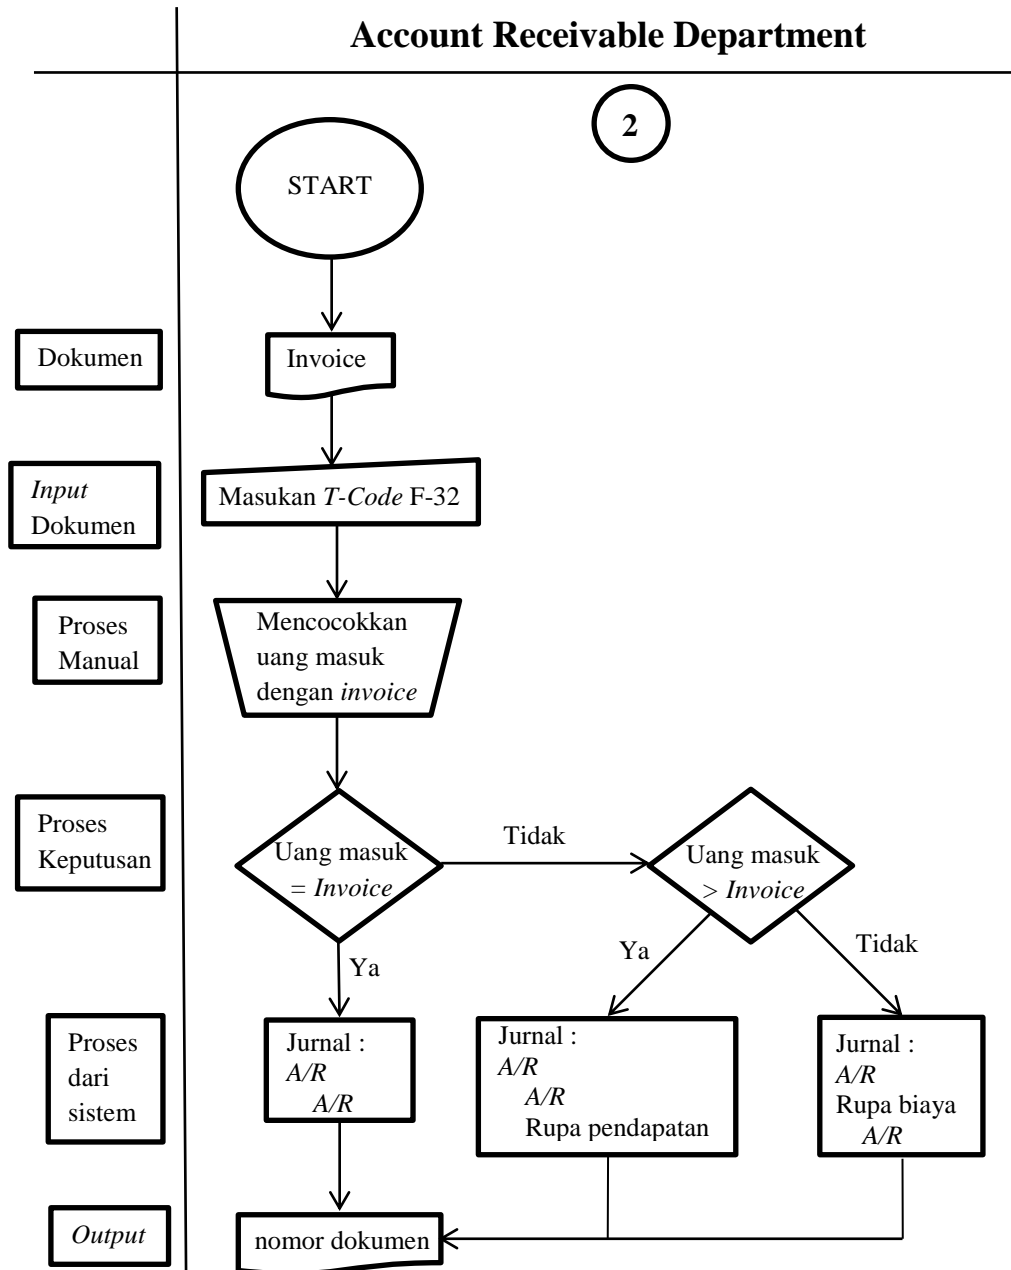 Account Receivable Department
2
START
Dokumen
Invoice
Input
Dokumen
Masukan T-Code F-32
Proses
Manual
Mencocokkan
uang masuk
dengan invoice
Proses
Keputusan
Uang masuk
= Invoice
Tidak
Uang masuk
> Invoice
Ya
Ya
Tidak
Proses
dari
sistem
Jurnal :
A/R
A/R
Jurnal :
A/R
A/R
Rupa pendapatan
Jurnal :
A/R
Rupa biaya
A/R
Output
nomor dokumen